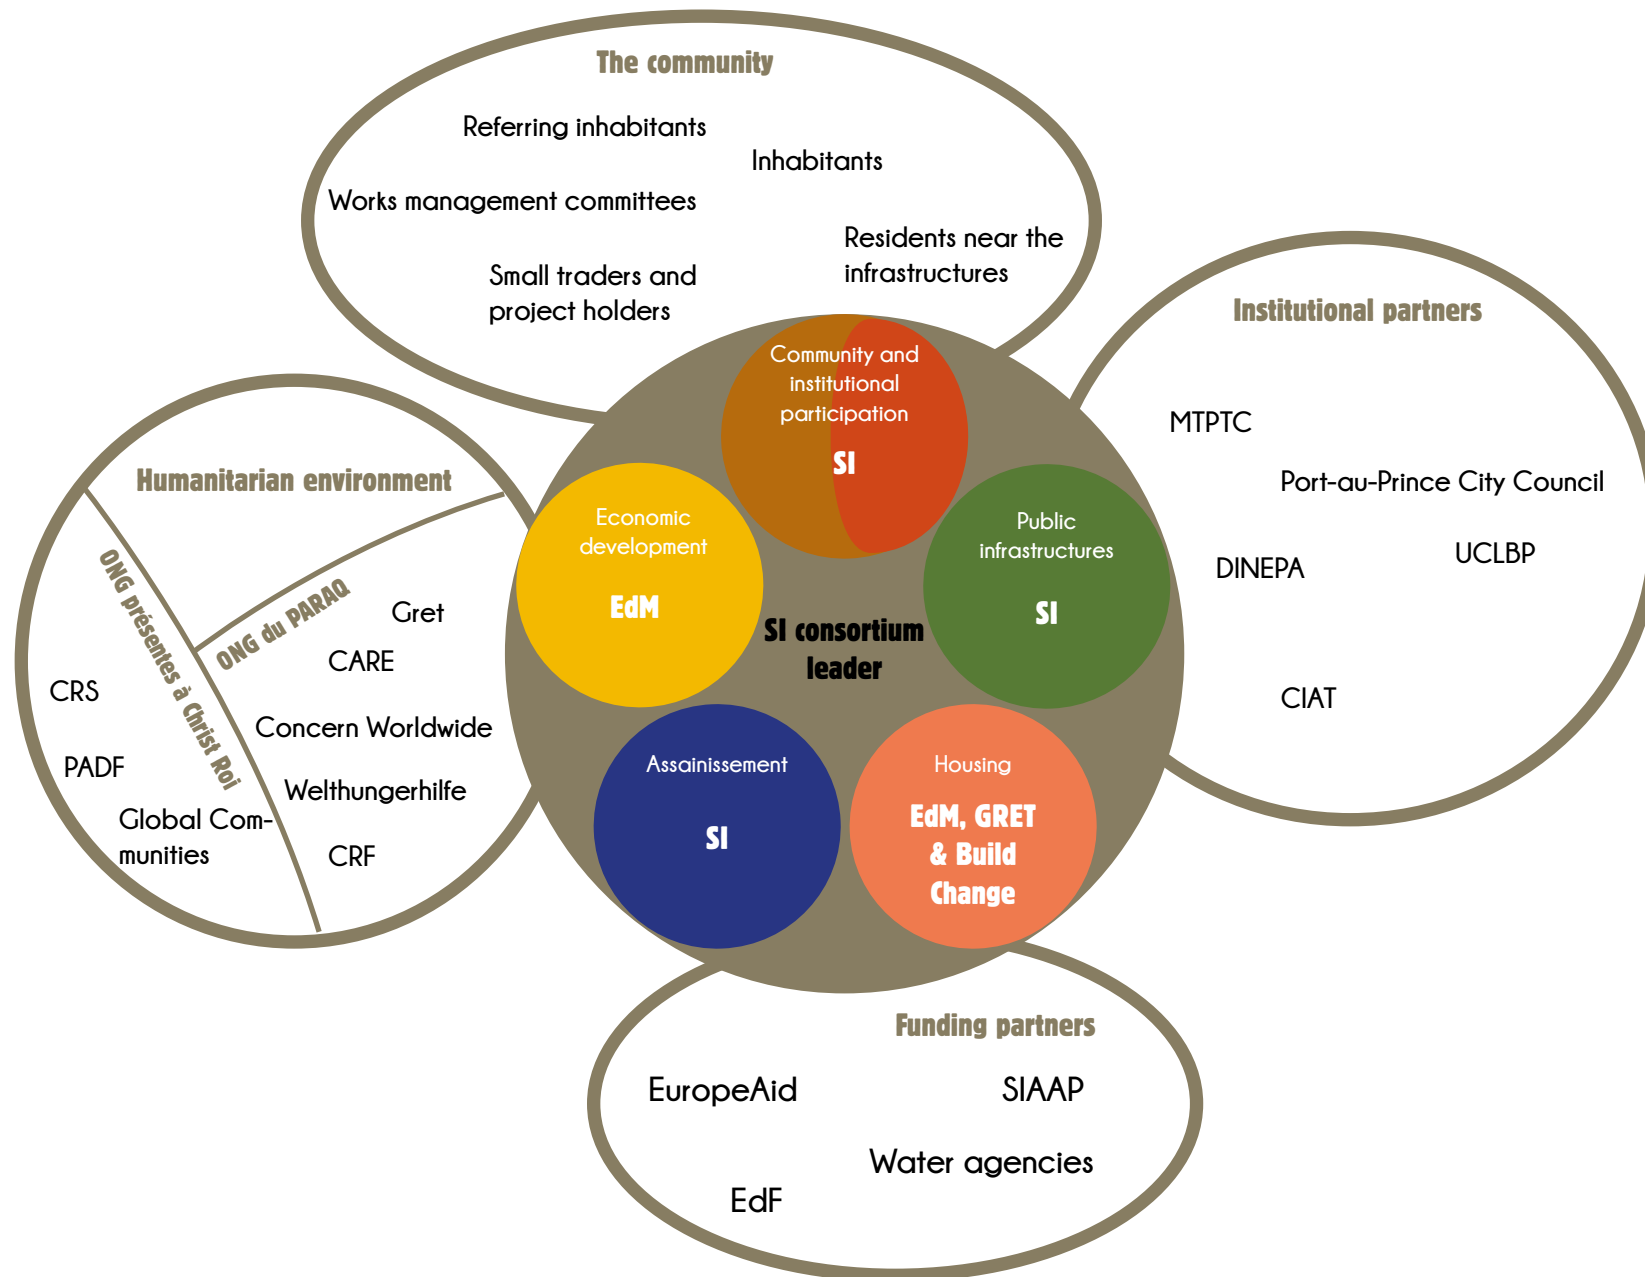 The community
Referring inhabitants
Inhabitants
Works management committees
Residents near the
infrastructures
Small traders and
project holders
Institutional partners
MTPTC
Port-au-Prince City Council
DINEPA
UCLBP
CIAT
Humanitarian environment
ONG présentes à Christ Roi
CRS
PADF
Global Com-
munities
ONG du PARAQ
Gret
CARE
Concern Worldwide
Welthungerhilfe
CRF
Community and
institutional
participation
SI
Economic
development
EdM
Public
infrastructures
SI
SI consortium
leader
Assainissement
SI
Housing
EdM, GRET
& Build
Change
Funding partners
EuropeAid
SIAAP
Water agencies
EdF